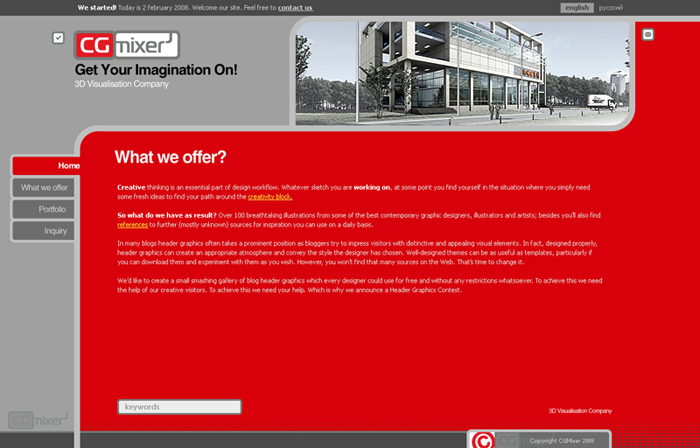 We started! Today is 2 february 2008. Welcome our site. Feel free to contact us
english русский
CGmixer
Get Your Imagination On!
3D Visualisation Company
Home
What we offer
Portfolio
Inquiry
What we offer?
Creative thinking is an essential part of design workflow. Whatever sketch you are working on, at some point you find yourself in the situation where you simply need
some fresh ideas to find your path around the creativity block.
So what do we have as result? Over 100 breathtaking illustrations from some of the best contemporary graphic designers, illustrators and artists; besides you'll also find
references to further (mostly unknown) sources for inspiration you can use on a daily basis.
In many blogs header graphics often takes a prominent position as bloggers try to impress visitors with distinctive and appealing visual elements. In fact, designed properly,
header graphics can create an appropriate atmosphere and convey the style the designer has chosen. Well-designed themes can be as useful as templates, particularly if
you can download them and experiment with them as you wish. However, you won't find that many sources on the Web. That's time to change it.
We'd like to create a small smashing gallery of blog header graphics which every designer could use for free and without any restrictions whatsoever. To achieve this we need
the help of our creative visitors. To achieve this we need your help. Which is why we announce a Header Graphics Contest.
keywords
3D Visualisation Company
CGmixer
Copyright CGMixer 2008